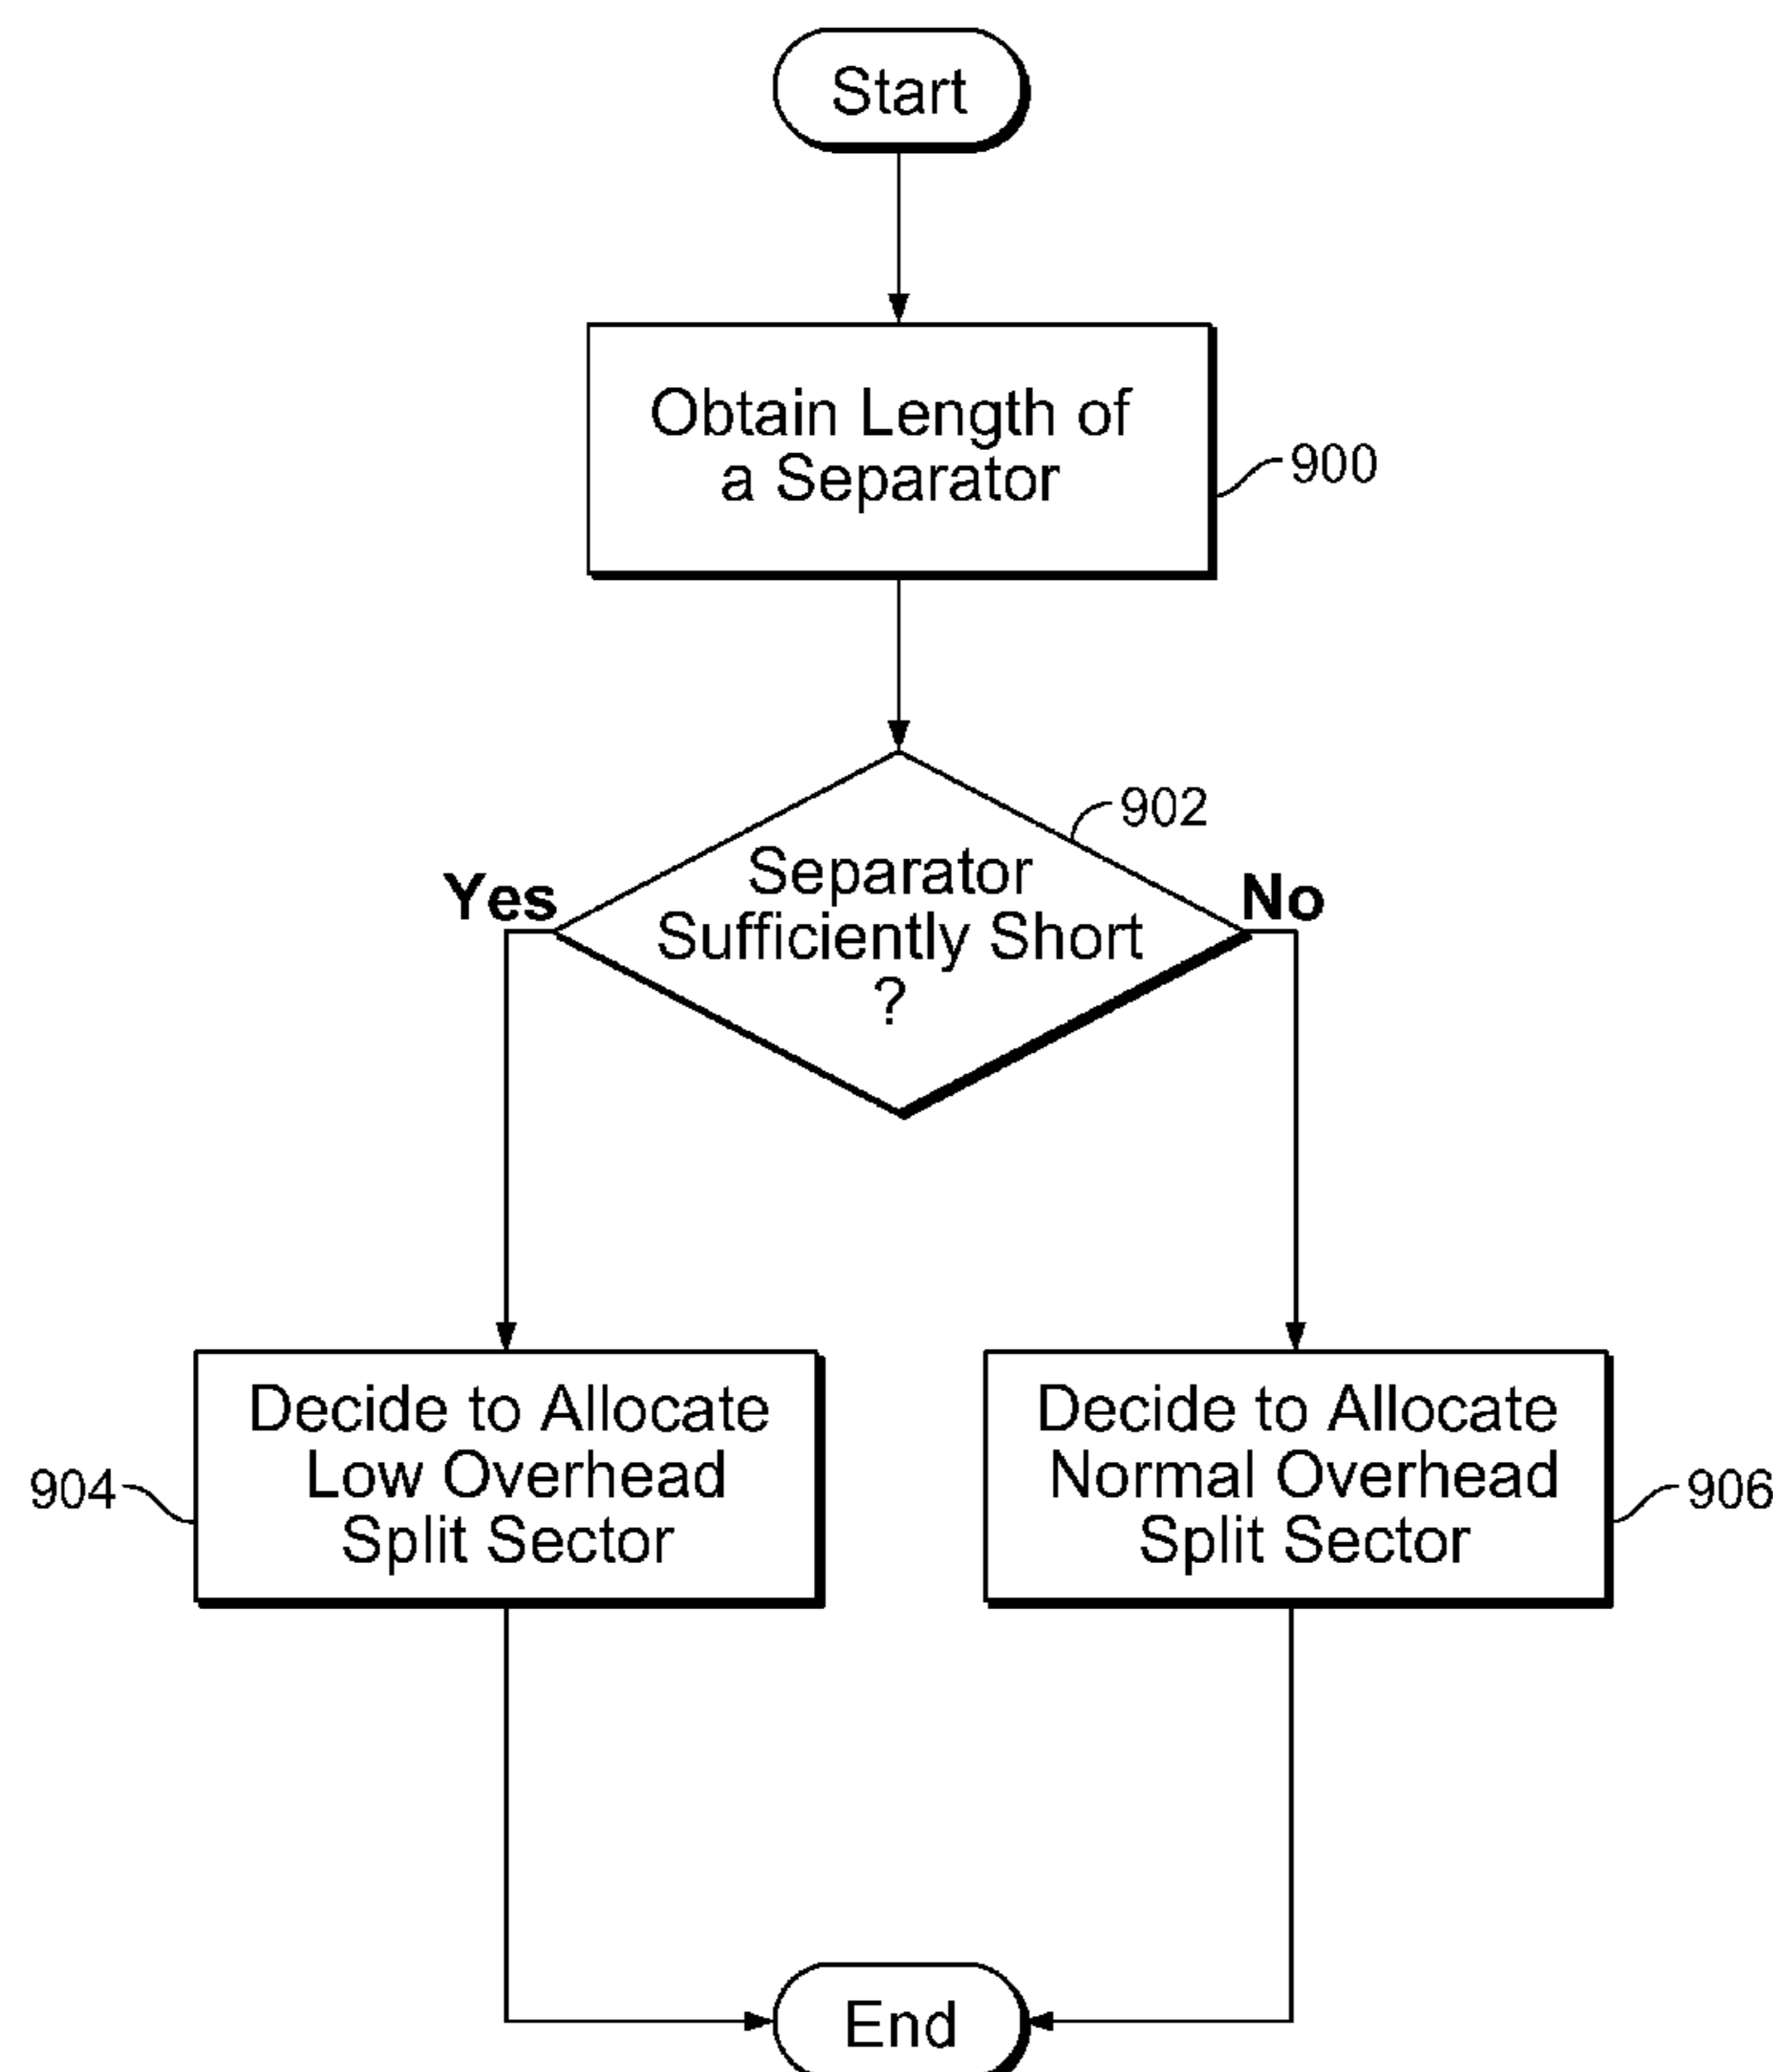 Start
Obtain Length of
a Separator
900
902
Separator
Sufficiently Short
?
Yes
No
Decide to Allocate
Low Overhead
Split Sector
904
Decide to Allocate
Normal Overhead
Split Sector
906
End